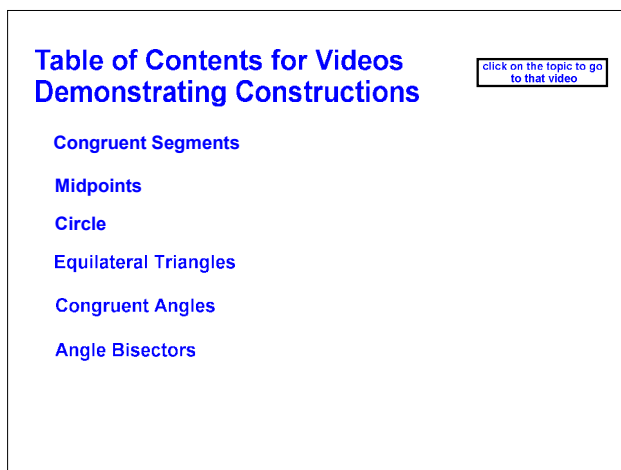 Table of Contents for Videos
Demonstrating Constructions
click on the topic to go
to that video
Congruent Segments
Midpoints
Circle
Equilateral Triangles
Congruent Angles
Angle Bisectors